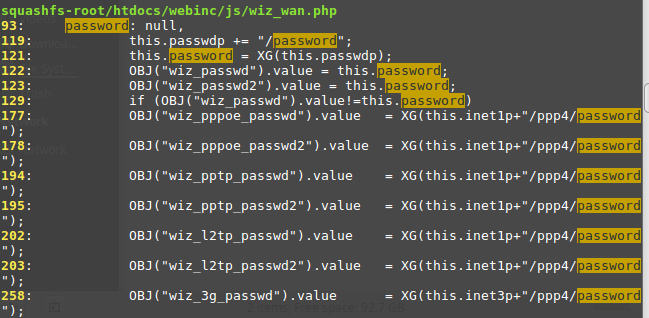 squashfs-root/htdocs/webinc/js/wiz_wan.php
93:    password: null,
119:            this.passwdp += "/password";
121:            this.password = XG(this.passwdp);
122:            OBJ("wiz_passwd").value = this.password;
123:            OBJ("wiz_passwd2").value = this.password;
129:            if (OBJ("wiz_passwd").value!=this.password)
177:            OBJ("wiz_pppoe_passwd").value   = XG(this.inet1p+"/ppp4/password
");
178:            OBJ("wiz_pppoe_passwd2").value  = XG(this.inet1p+"/ppp4/password
");
194:            OBJ("wiz_pptp_passwd").value    = XG(this.inet1p+"/ppp4/password
");
195:            OBJ("wiz_pptp_passwd2").value   = XG(this.inet1p+"/ppp4/password
");
202:            OBJ("wiz_l2tp_passwd").value    = XG(this.inet1p+"/ppp4/password
");
203:            OBJ("wiz_l2tp_passwd2").value   = XG(this.inet1p+"/ppp4/password
");
258:            OBJ("wiz_3g_passwd").value      = XG(this.inet3p+"/ppp4/password
");